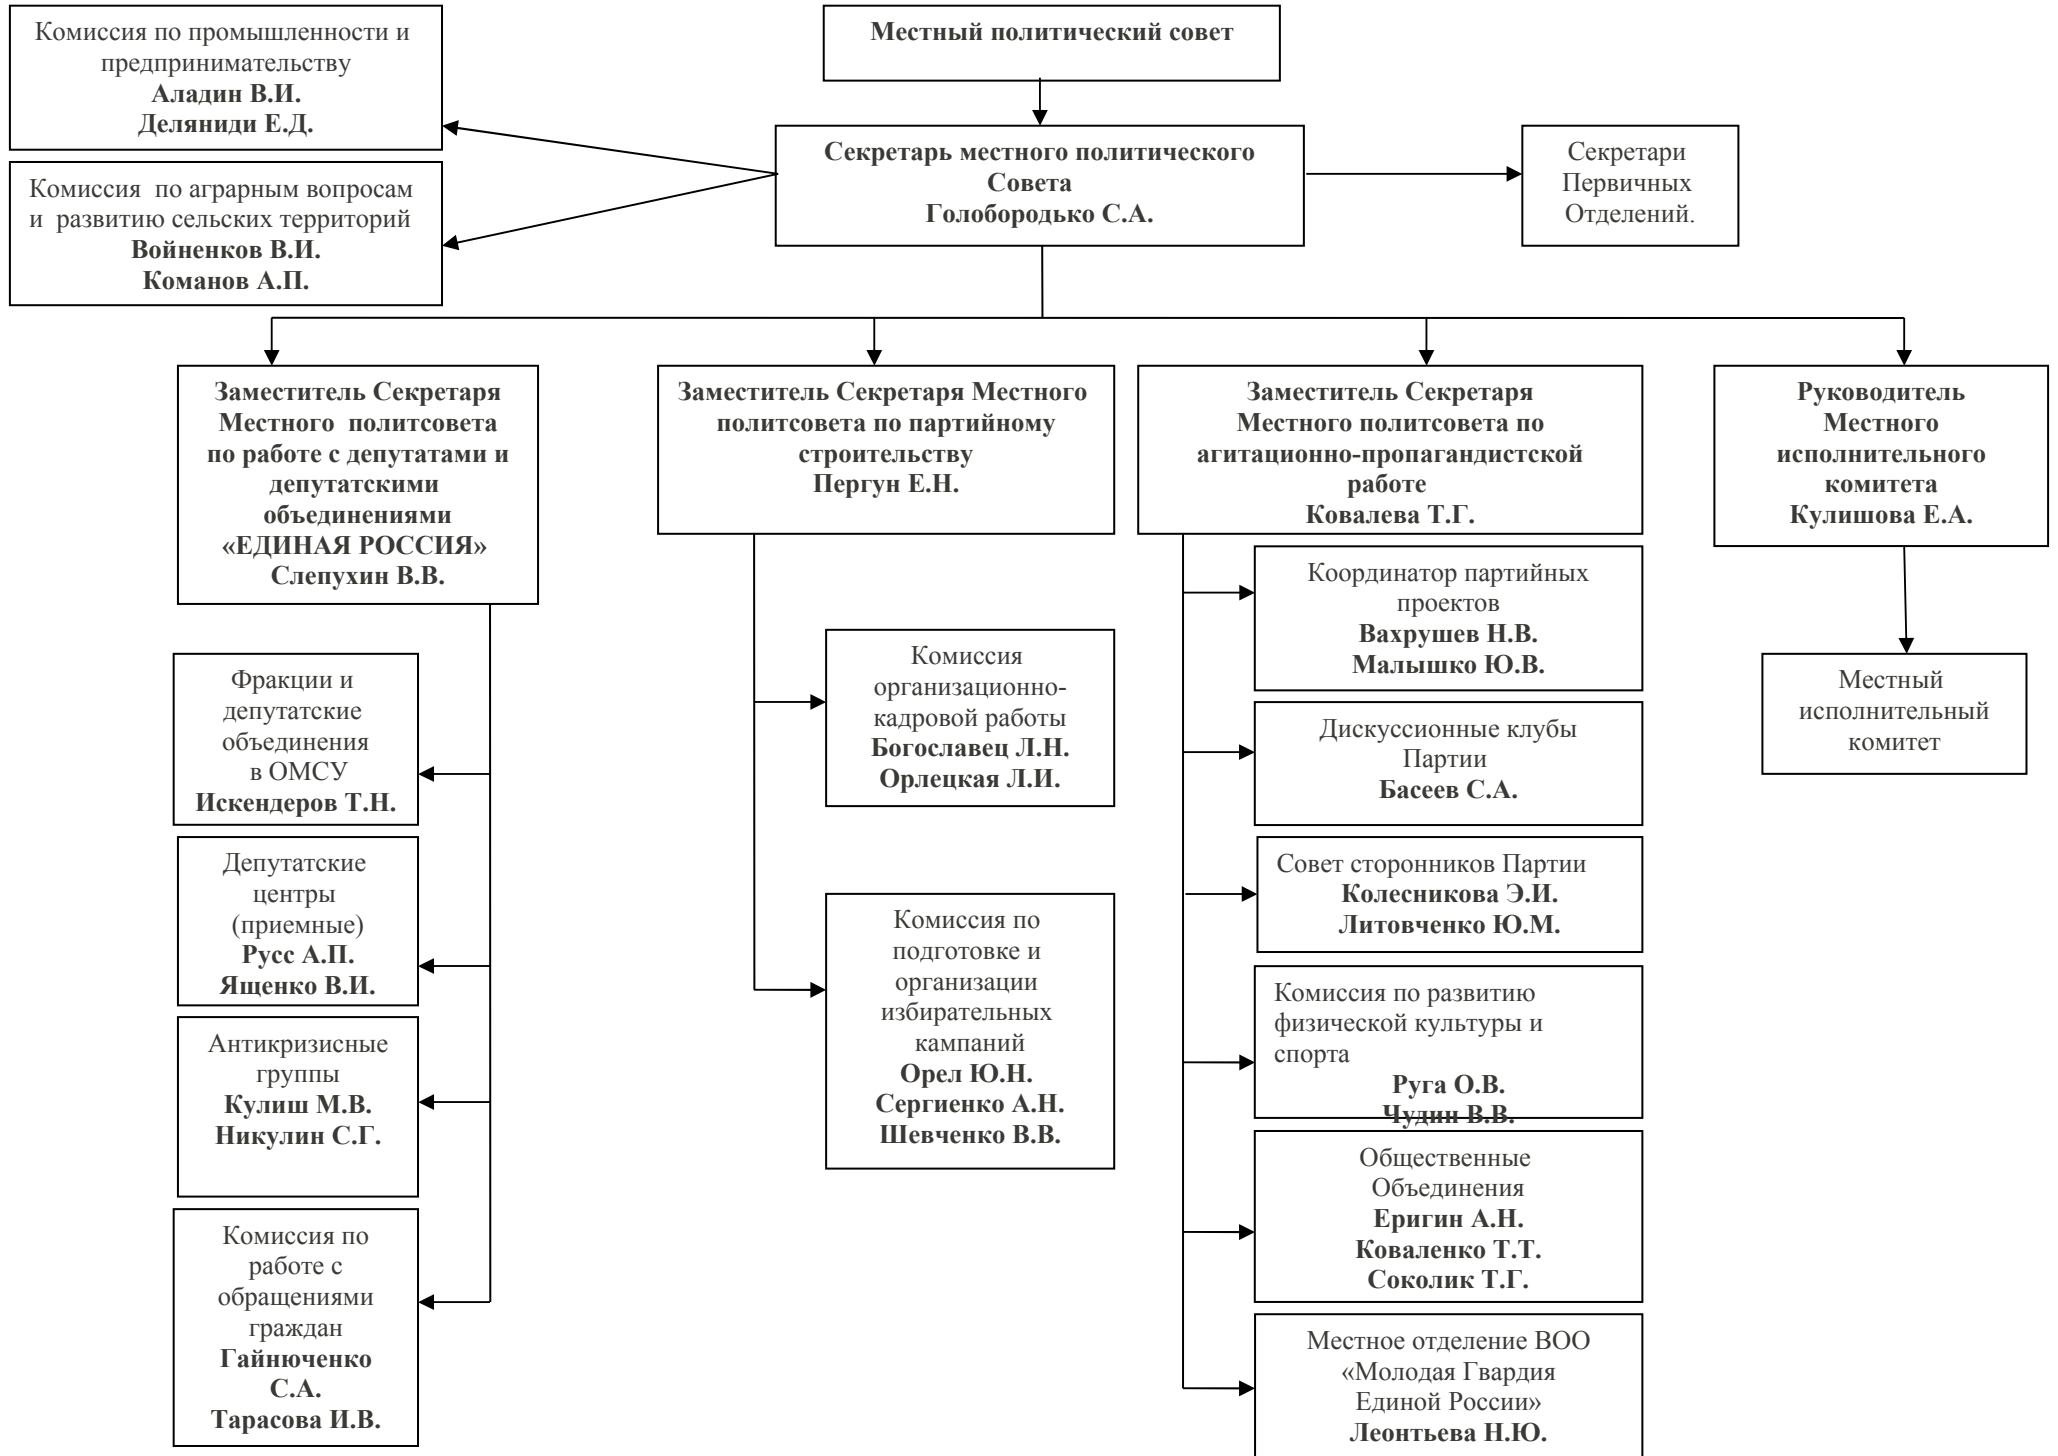 Комиссия по промышленности и
предпринимательству
Аладин В.И.
Деляниди Е.Д.
Местный политический совет
Секретарь местного политического
Совета
Голобородько С.А.
Секретари
Первичных
Отделений.
Комиссия по аграрным вопросам
и развитию сельских территорий
Войненков В.И.
Команов А.П.
Заместитель Секретаря
Местного политсовета
по работе с депутатами и
депутатскими
объединениями
«ЕДИНАЯ РОССИЯ»
Слепухин В.В.
Заместитель Секретаря Местного
политсовета по партийному
строительству
Пергун Е.Н.
Заместитель Секретаря
Местного политсовета по
агитационно-пропагандистской
работе
Ковалева Т.Г.
Руководитель
Местного
исполнительного
комитета
Кулишова Е.А.
Фракции и
депутатские
объединения
в ОМСУ
Искендеров Т.Н.
Депутатские
центры
(приемные)
Русс А.П.
Ященко В.И.
Антикризисные
группы
Кулиш М.В.
Никулин С.Г.
Комиссия по
работе с
обращениями
граждан
Гайнюченко
С.А.
Тарасова И.В.
Комиссия
организационно-
кадровой работы
Богославец Л.Н.
Орлецкая Л.И.
Комиссия по
подготовке и
организации
избирательных
кампаний
Орел Ю.Н.
Сергиенко А.Н.
Шевченко В.В.
Координатор партийных
проектов
Вахрушев Н.В.
Малышко Ю.В.
Дискуссионные клубы
Партии
Басеев С.А.
Совет сторонников Партии
Колесникова Э.И.
Литовченко Ю.М.
Комиссия по развитию
физической культуры и
спорта
Руга О.В.
Чудин В.В.
Общественные
Объединения
Еригин А.Н.
Коваленко Т.Т.
Соколик Т.Г.
Местное отделение ВОО
«Молодая Гвардия
Единой России»
Леонтьева Н.Ю.
Местный
исполнительный
комитет